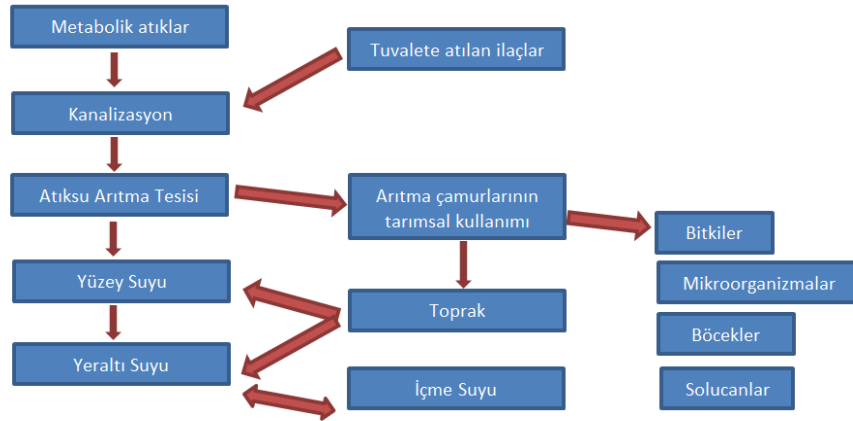 Metabolik atıklar
Tuvalete atılan ilaçlar
Kanalizasyon
Atıksu Arıtma Tesisi
Arıtma çamurlarının
tarımsal kullanımı
Bitkiler
Yüzey Suyu
Toprak
Mikroorganizmalar
Böcekler
Yeraltı Suyu
İçme Suyu
Solucanlar